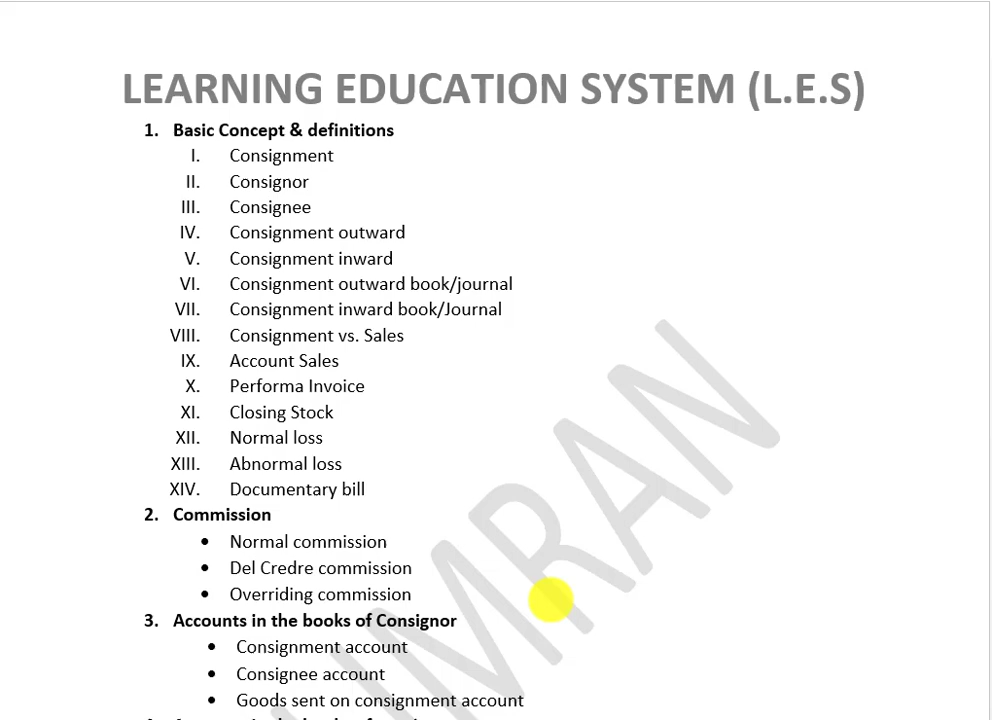 LEARNING EDUCATION SYSTEM (L.E.S)
1. Basic Concept & definitions
I. Consignment
II. Consignor
III. Consignee
IV. Consignment outward
V. Consignment inward
VI. Consignment outward book/journal
VII. Consignment inward book/Journal
VIII. Consignment vs. Sales
IX. Account Sales
X. Performa Invoice
XI. Closing Stock
XII. Normal loss
XIII. Abnormal loss
XIV. Documentary bill
2. Commission
• Normal commission
• Del Credre commission
• Overriding commission
3. Accounts in the books of Consignor
• Consignment account
• Consignee account
• Goods sent on consignment account
IMRAN